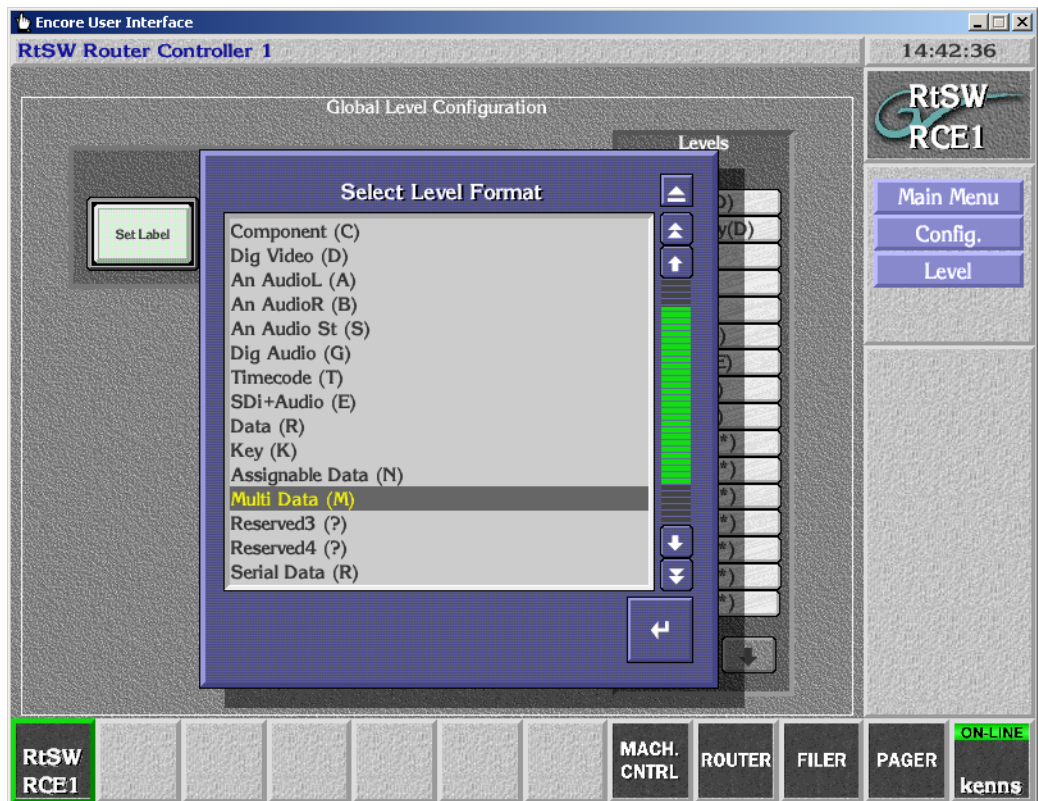 Encore User Interface
RtSW Router Controller 1
14:42:36
RtSW
RCE1
Main Menu
Config.
Level
Global Level Configuration
Levels
Set Label
Select Level Format
Component (C)
Dig Video (D)
An AudioL (A)
An AudioR (B)
An Audio St (S)
Dig Audio (G)
Timecode (T)
SDi+Audio (E)
Data (R)
Key (K)
Assignable Data (N)
Multi Data (M)
Reserved3 (?)
Reserved4 (?)
Serial Data (R)
y(D)
*)
*)
*)
*)
*)
*)
*)
RtSW
RCE1
MACH.
CNTRL
ROUTER
FILER
PAGER
ON-LINE
kenns